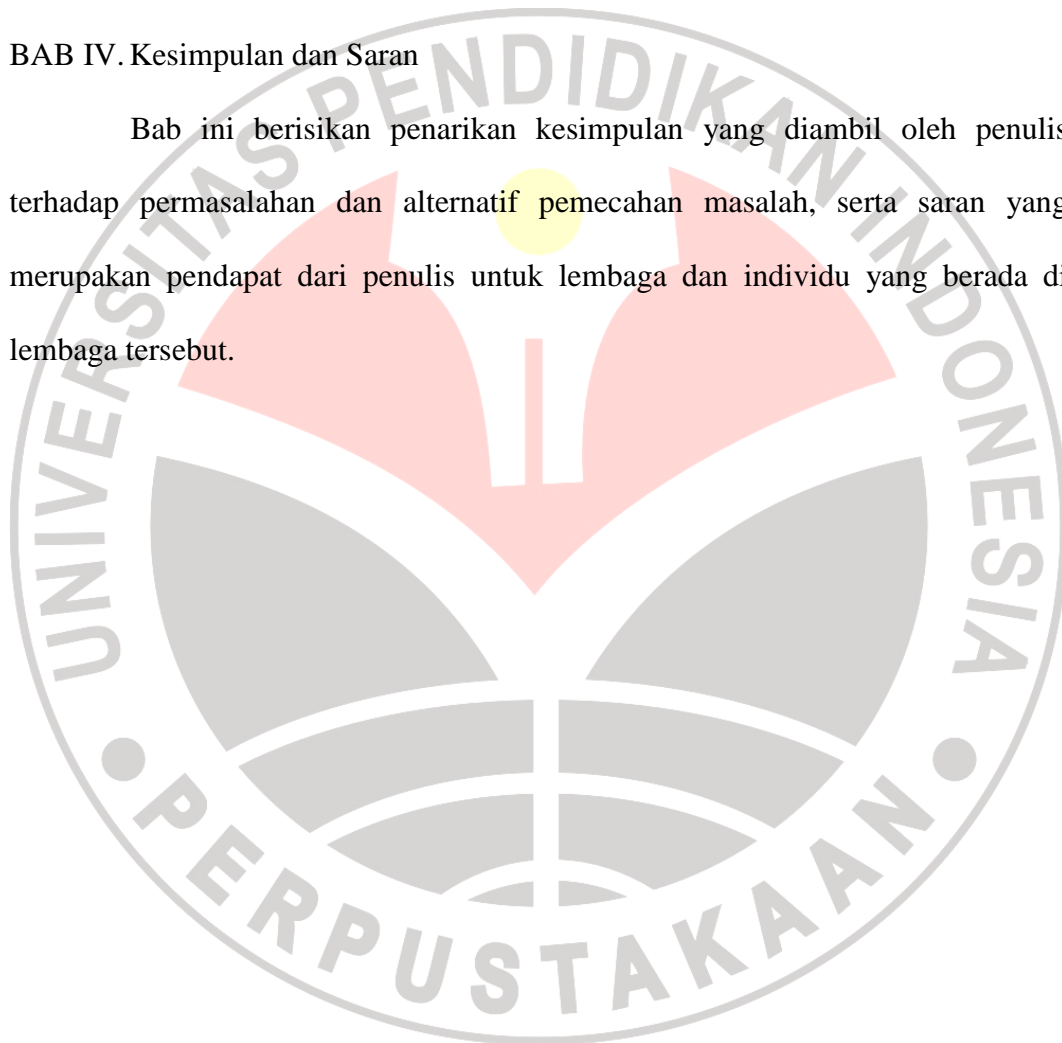 BAB IV. Kesimpulan dan Saran
Bab ini berisikan penarikan kesimpulan yang diambil oleh penulis
terhadap permasalahan dan alternatif pemecahan masalah, serta saran yang
merupakan pendapat dari penulis untuk lembaga dan individu yang berada di
lembaga tersebut.
UNIVERSITAS PENDIDIKAN INDONESIA
PERPUSTAKAAN